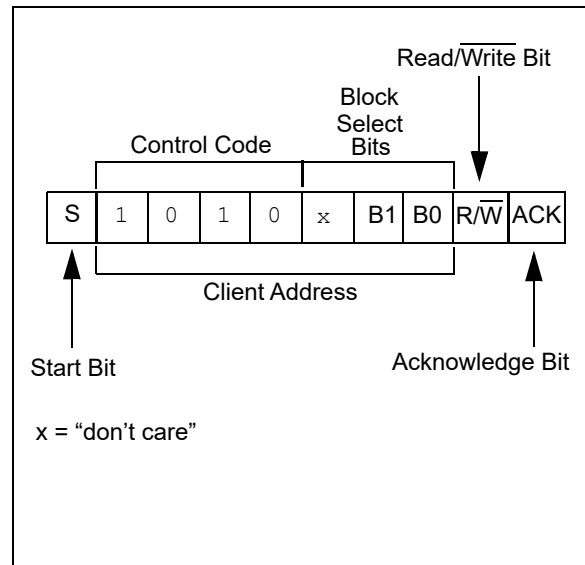 Read/Write Bit
Block
Select
Bits
Control Code
S 1 0 1 0 x B1 B0 R/W ACK
Client Address
Start Bit
Acknowledge Bit
x = “don’t care”